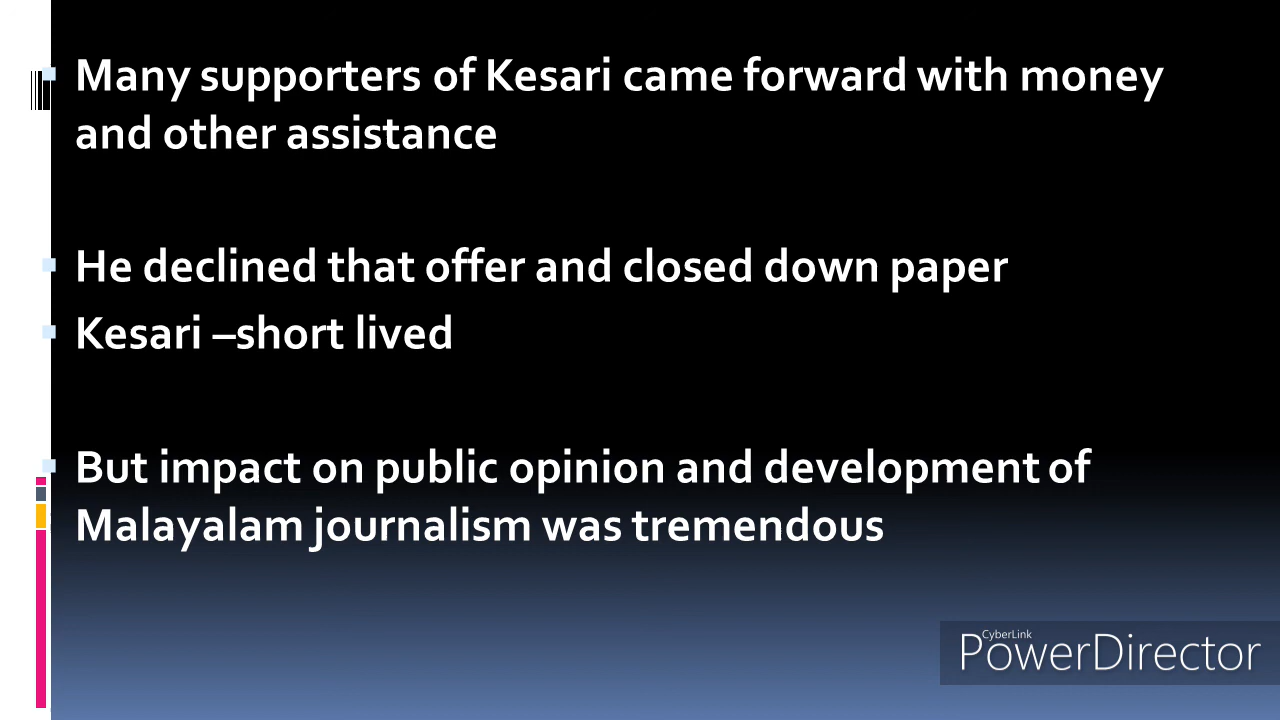 Many supporters of Kesari came forward with money
and other assistance
He declined that offer and closed down paper
Kesari –short lived
But impact on public opinion and development of
Malayalam journalism was tremendous
CyberLink
PowerDirector